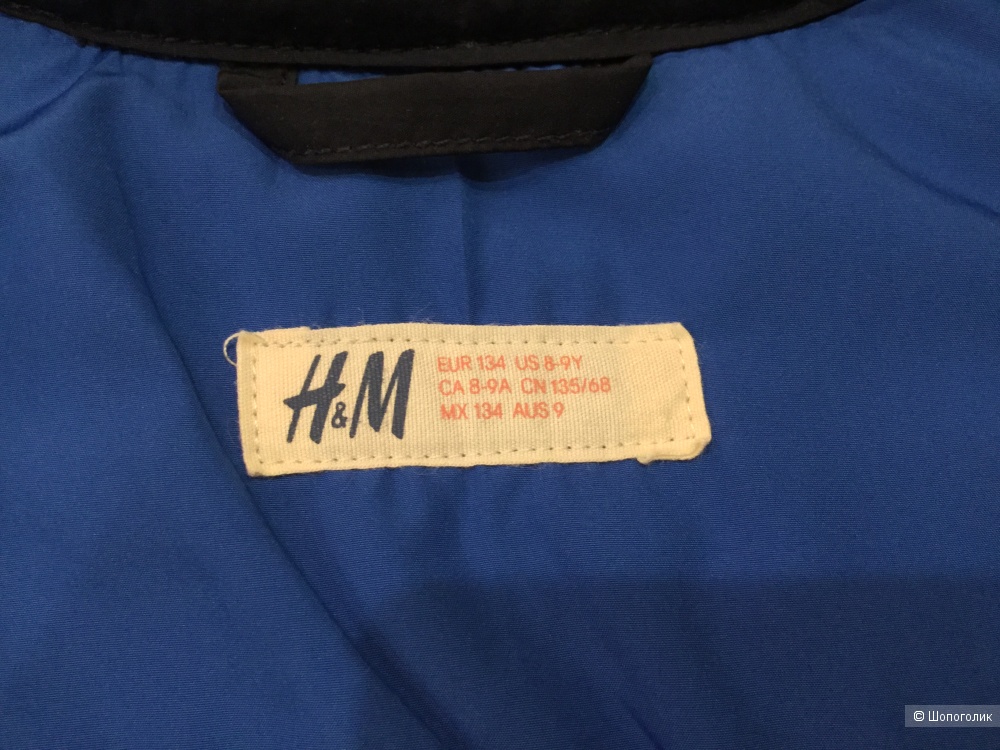 H&M
EUR 134 US 8-9Y
CA 8-9A CN 135/68
MX 134 AUS 9
© Шопоголик